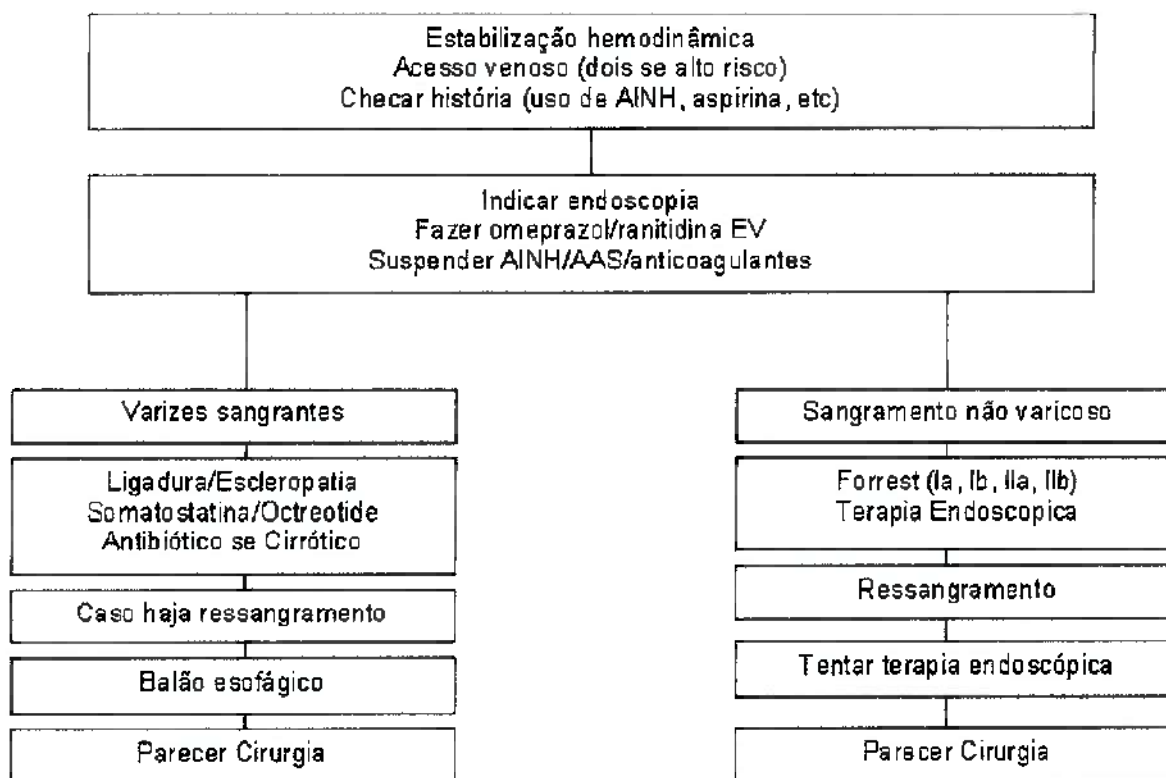 Estabilização hemodinâmica
Acesso venoso (dois se alto risco)
Checar história (uso de AINH, aspirina, etc)
Indicar endoscopia
Fazer omeprazol/ranitidina EV
Suspender AINH/AAS/anticoagulantes
Varizes sangrantes
Ligadura/Escleropatia
Somatostatina/Octreotide
Antibiótico se Cirrótico
Caso haja ressangramento
Balão esofágico
Parecer Cirurgia
Sangramento não varicoso
Forrest (Ia, Ib, IIa, IIb)
Terapia Endoscopica
Ressangramento
Tentar terapia endoscópica
Parecer Cirurgia